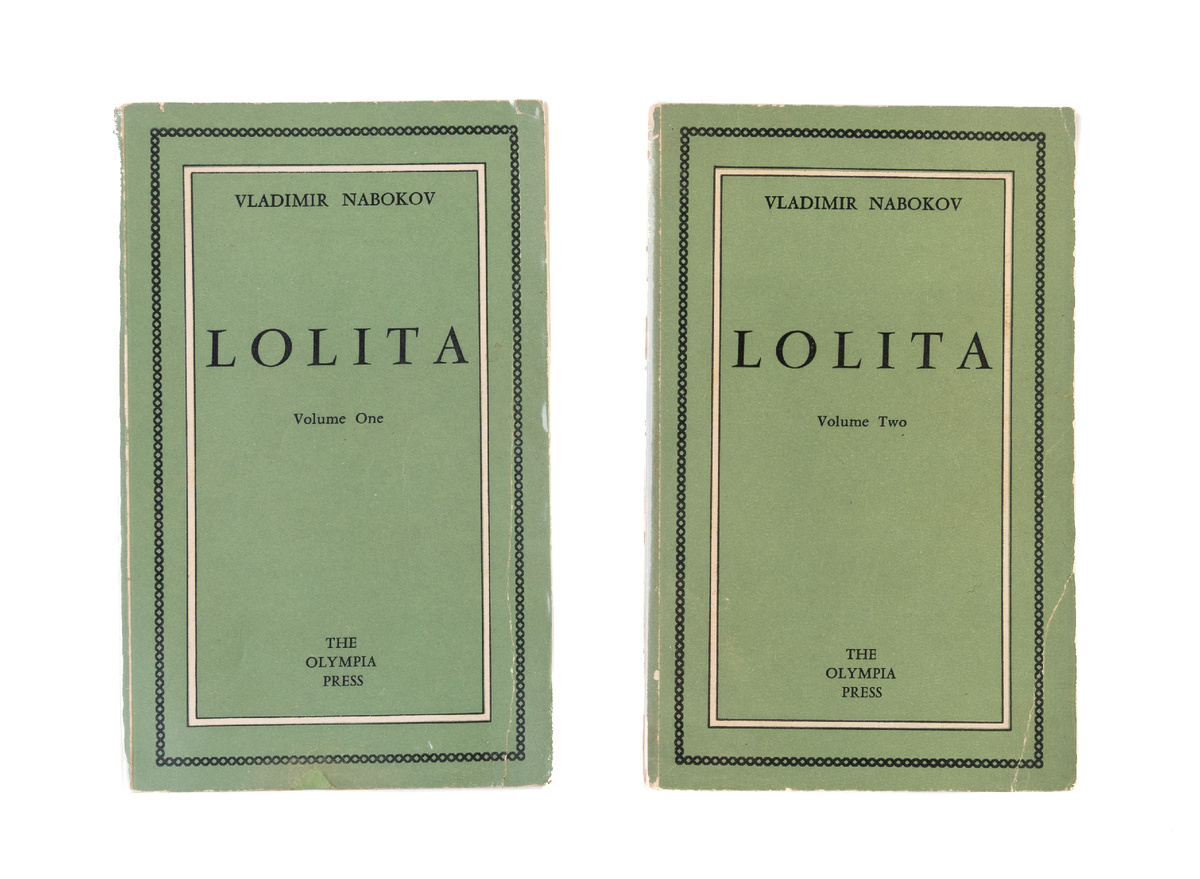 VLADIMIR NABOKOV
LOLITA
Volume One
THE
OLYMPIA
PRESS
VLADIMIR NABOKOV
LOLITA
Volume Two
THE
OLYMPIA
PRESS